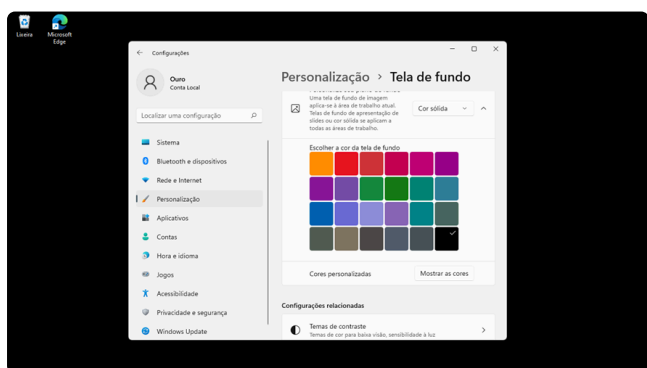 Lixeira
Microsoft
Edge
Configurações
Ouro
Conta Local
Localizar uma configuração
Sistema
Bluetooth e dispositivos
Rede e Internet
Personalização
Aplicativos
Contas
Hora e idioma
Jogos
Acessibilidade
Privacidade e segurança
Windows Update
Personalização > Tela de fundo
Uma tela de fundo de imagem
aplica-se à área de trabalho atual.
Telas de fundo de apresentação de
slides ou cor sólida se aplicam a
todas as áreas de trabalho.
Cor sólida
Escolher a cor da tela de fundo
Cores personalizadas
Mostrar as cores
Configurações relacionadas
Temas de contraste
Temas de cor para baixa visão, sensibilidade à luz